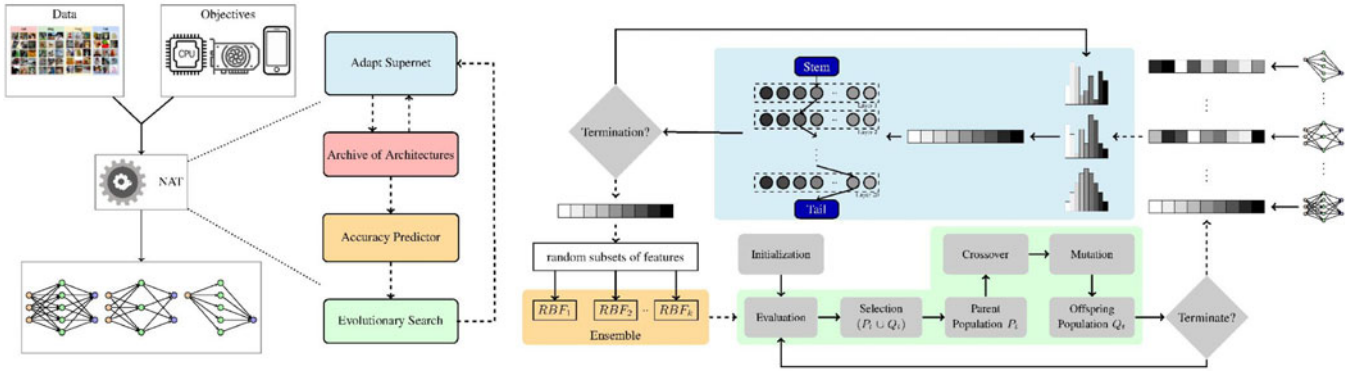 Data
Objectives
CPU
NAT
Adapt Supernet
Archive of Architectures
Accuracy Predictor
Evolutionary Search
Termination?
Stem
Tail
random subsets of features
RBF₁ RBF₂ ·· RBFₖ
Ensemble
Initialization
Evaluation
Selection
(Pₜ ∪ Qₜ)
Crossover
Mutation
Parent
Population Pₜ
Offspring
Population Qₜ
Terminate?